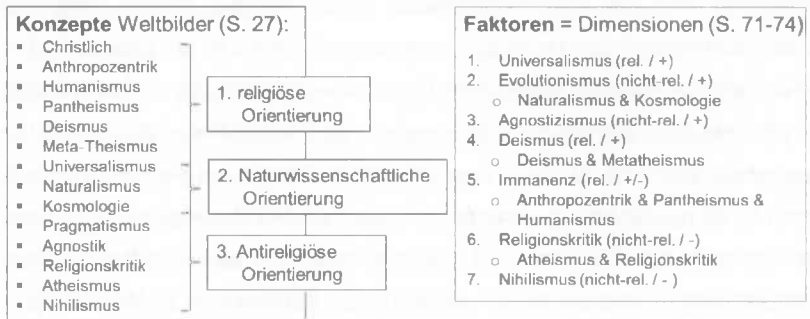 Konzepte Weltbilder (S. 27):
▪ Christlich
▪ Anthropozentrik
▪ Humanismus
▪ Pantheismus
▪ Deismus
▪ Meta-Theismus
▪ Universalismus
▪ Naturalismus
▪ Kosmologie
▪ Pragmatismus
▪ Agnostik
▪ Religionskritik
▪ Atheismus
▪ Nihilismus
1. religiöse
Orientierung
2. Naturwissenschaftliche
Orientierung
3. Antireligiöse
Orientierung
Faktoren = Dimensionen (S. 71-74)
1. Universalismus (rel. / +)
2. Evolutionismus (nicht-rel. / +)
o Naturalismus & Kosmologie
3. Agnostizismus (nicht-rel. / +)
4. Deismus (rel. / +)
o Deismus & Metatheismus
5. Immanenz (rel. / +/-)
o Anthropozentrik & Pantheismus &
Humanismus
6. Religionskritik (nicht-rel. / -)
o Atheismus & Religionskritik
7. Nihilismus (nicht-rel. / - )